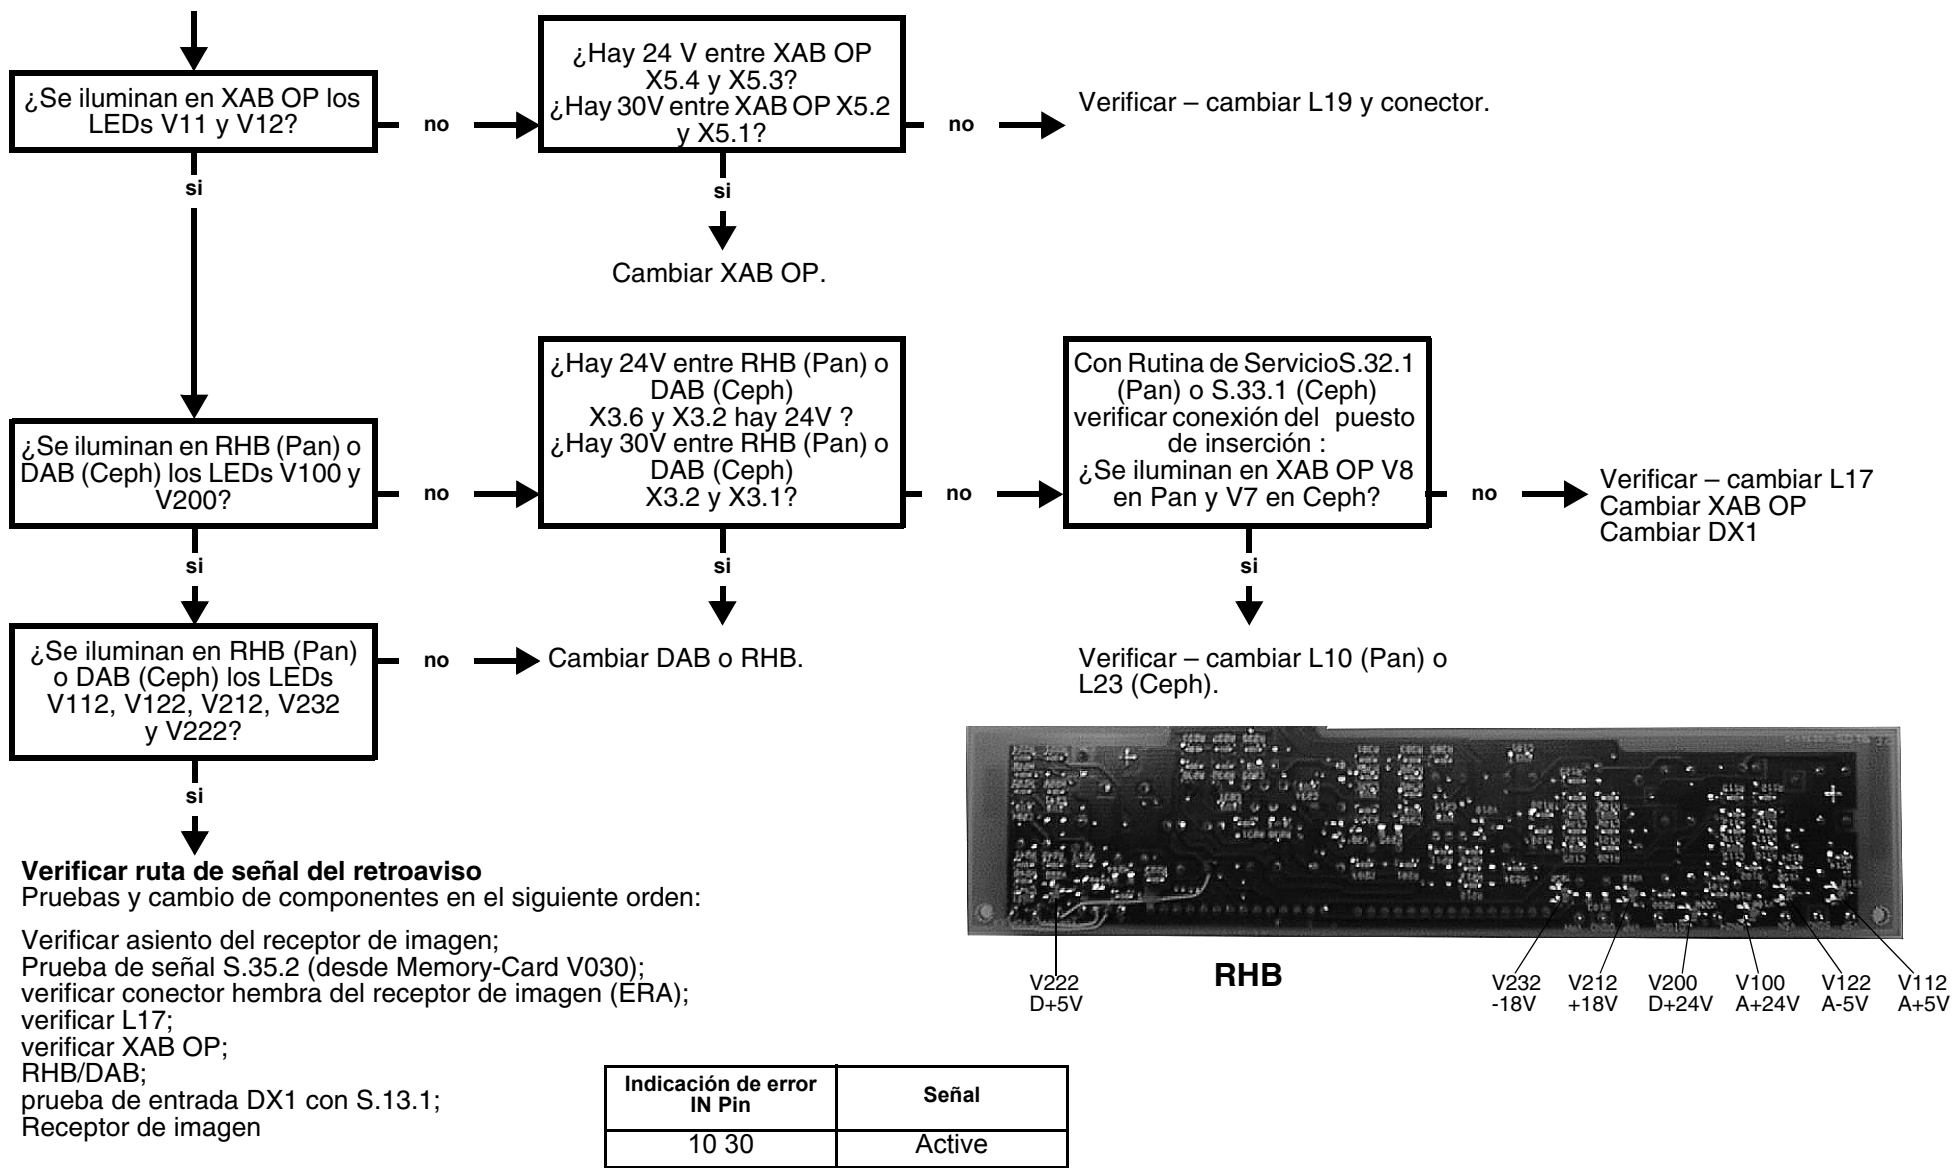 ¿Se iluminan en XAB OP los
LEDs V11 y V12?
no
¿Hay 24 V entre XAB OP
X5.4 y X5.3?
¿Hay 30V entre XAB OP X5.2
y X5.1?
no
Verificar – cambiar L19 y conector.
si
si
Cambiar XAB OP.
¿Se iluminan en RHB (Pan) o
DAB (Ceph) los LEDs V100 y
V200?
no
¿Hay 24V entre RHB (Pan) o
DAB (Ceph)
X3.6 y X3.2 hay 24V ?
¿Hay 30V entre RHB (Pan) o
DAB (Ceph)
X3.2 y X3.1?
no
Con Rutina de ServicioS.32.1
(Pan) o S.33.1 (Ceph)
verificar conexión del puesto
de inserción :
¿Se iluminan en XAB OP V8
en Pan y V7 en Ceph?
no
Verificar – cambiar L17
Cambiar XAB OP
Cambiar DX1
si
si
si
¿Se iluminan en RHB (Pan)
o DAB (Ceph) los LEDs
V112, V122, V212, V232
y V222?
no
Cambiar DAB o RHB.
Verificar – cambiar L10 (Pan) o
L23 (Ceph).
si
Verificar ruta de señal del retroaviso
Pruebas y cambio de componentes en el siguiente orden:
Verificar asiento del receptor de imagen;
Prueba de señal S.35.2 (desde Memory-Card V030);
verificar conector hembra del receptor de imagen (ERA);
verificar L17;
verificar XAB OP;
RHB/DAB;
prueba de entrada DX1 con S.13.1;
Receptor de imagen
V222
D+5V
RHB
V232
-18V
V212
+18V
V200
D+24V
V100
A+24V
V122
A-5V
V112
A+5V
Indicación de error
IN Pin
Señal
10 30
Active